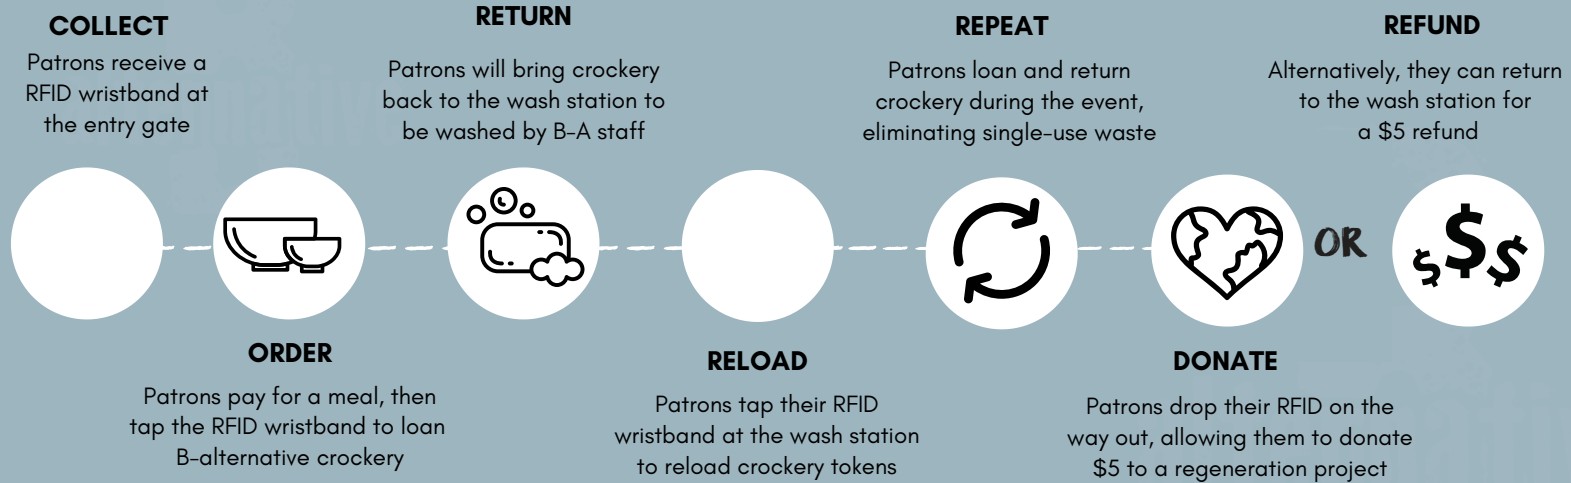 COLLECT
Patrons receive a
RFID wristband at
the entry gate
ORDER
Patrons pay for a meal, then
tap the RFID wristband to loan
B-alternative crockery
RETURN
Patrons will bring crockery
back to the wash station to
be washed by B-A staff
RELOAD
Patrons tap their RFID
wristband at the wash station
to reload crockery tokens
REPEAT
Patrons loan and return
crockery during the event,
eliminating single-use waste
DONATE
Patrons drop their RFID on the
way out, allowing them to donate
$5 to a regeneration project
OR
REFUND
Alternatively, they can return
to the wash station for
a $5 refund
$$$